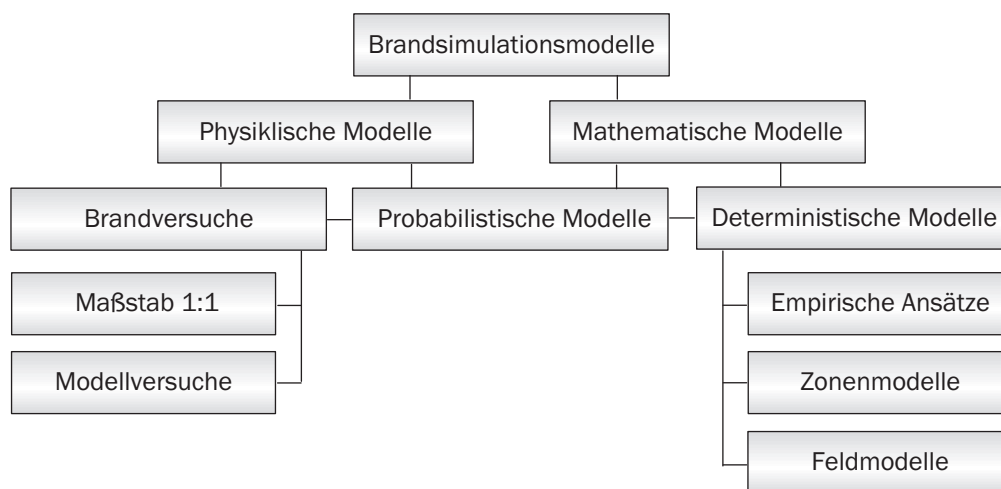 Brandsimulationsmodelle
Physiklische Modelle
Mathematische Modelle
Brandversuche
Probabilistische Modelle
Deterministische Modelle
Maßstab 1:1
Empirische Ansätze
Modellversuche
Zonenmodelle
Feldmodelle